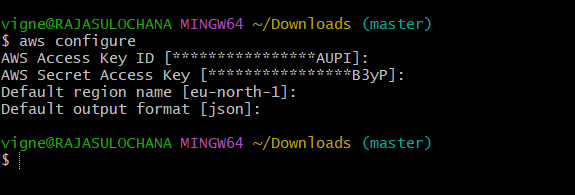 vigne@RAJASULOCHANA MINGW64 ~/Downloads (master)
$ aws configure
AWS Access Key ID [****************AUPI]:
AWS Secret Access Key [****************B3yP]:
Default region name [eu-north-1]:
Default output format [json]:
vigne@RAJASULOCHANA MINGW64 ~/Downloads (master)
$